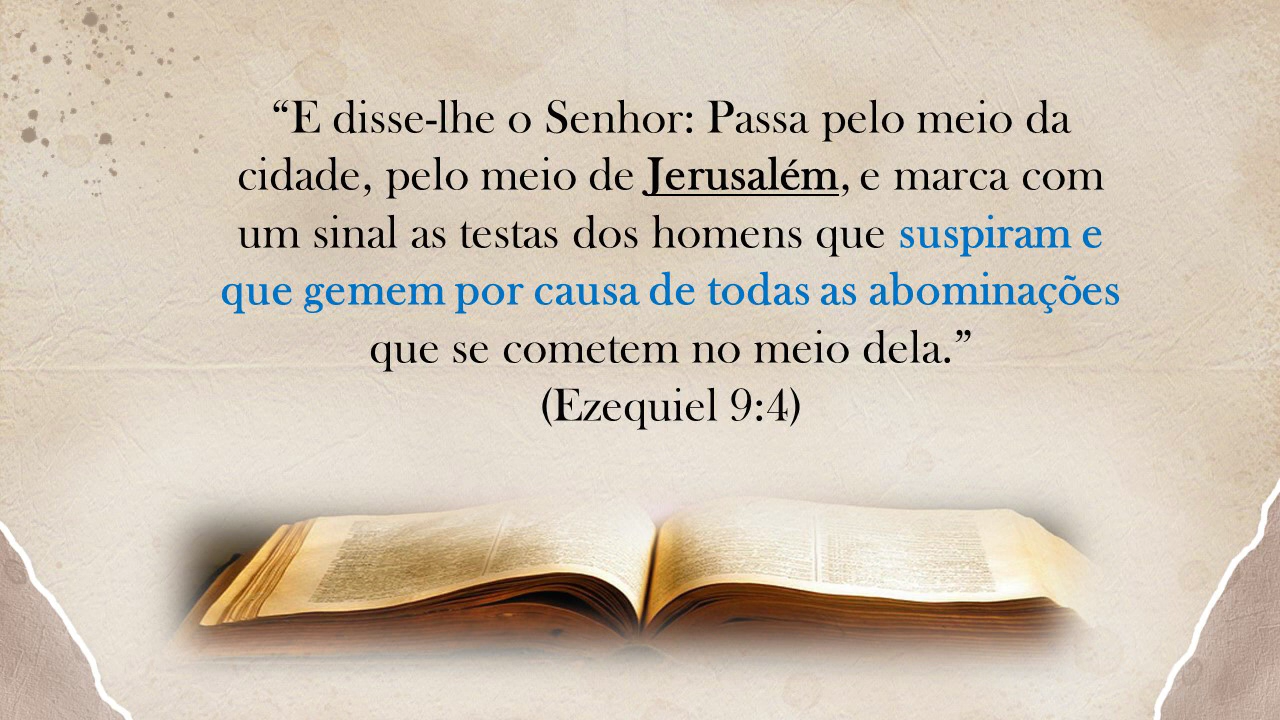 “E disse-lhe o Senhor: Passa pelo meio da
cidade, pelo meio de Jerusalém, e marca com
um sinal as testas dos homens que suspiram e
que gemem por causa de todas as abominações
que se cometem no meio dela.”
(Ezequiel 9:4)